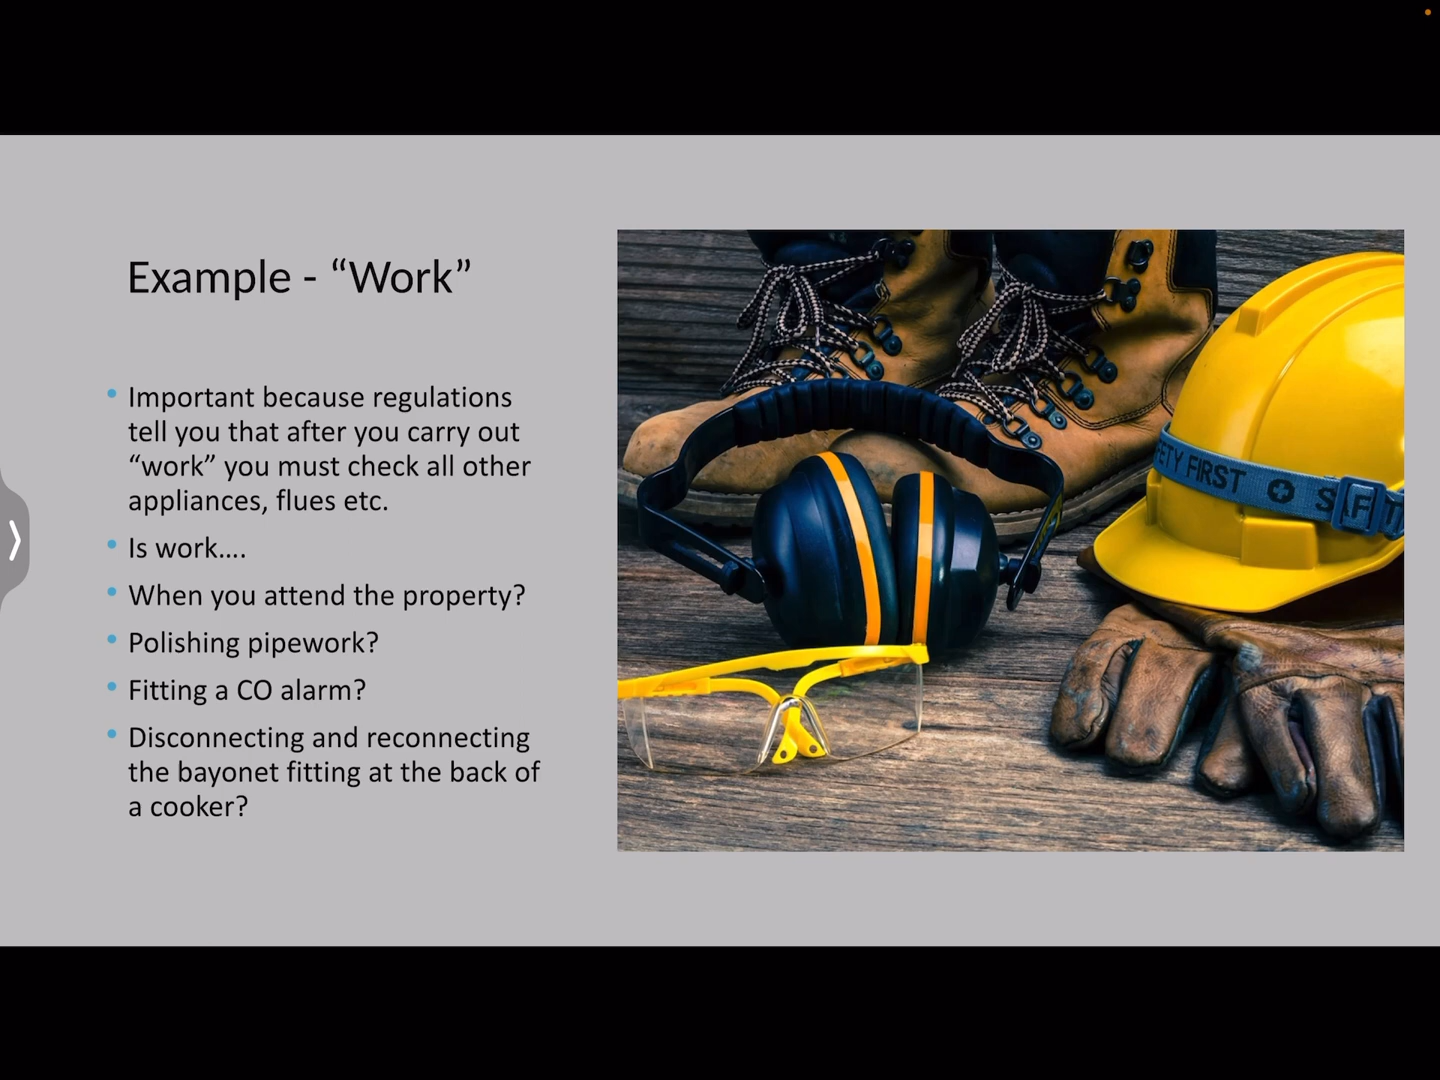 Example - “Work”
Important because regulations
tell you that after you carry out
“work” you must check all other
appliances, flues etc.
Is work….
When you attend the property?
Polishing pipework?
Fitting a CO alarm?
Disconnecting and reconnecting
the bayonet fitting at the back of
a cooker?
FIRST